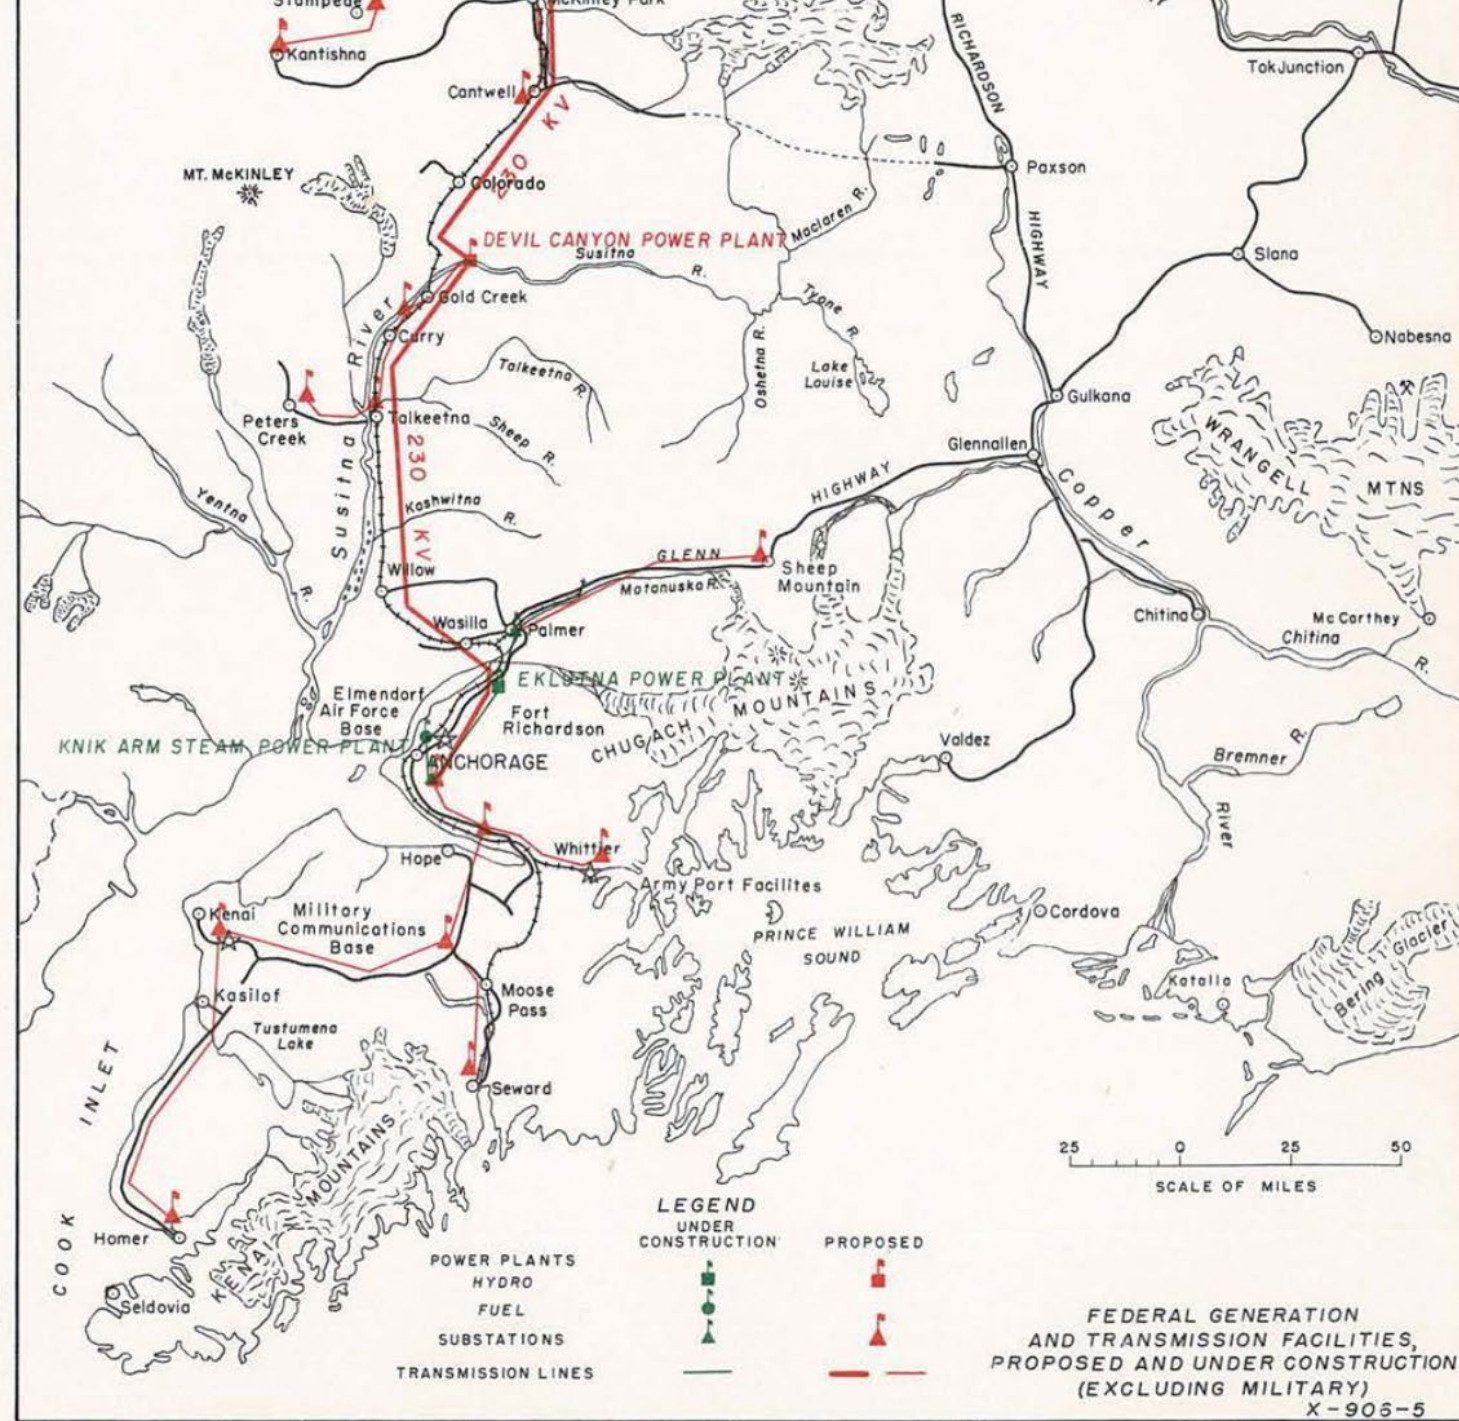 Stampede
McKinley Park
Kantishna
RICHARDSON
Tok Junction
Cantwell
230 KV
MT. McKINLEY
Colorado
Paxson
HIGHWAY
Maclaren R.
DEVIL CANYON POWER PLANT
Susitna R.
Slana
Gold Creek
Tyone R.
River
Curry
Oshetna R.
Nabesna
Talkeetna R.
Lake
Louise
Gulkana
Peters
Creek
Talkeetna
Sheep R.
WRANGELL
MTNS
Glennallen
230 KV
Susitna
HIGHWAY
Copper
Yentna R.
Kashwitna R.
GLENN
Willow
Matanuska R.
Sheep
Mountain
Wasilla
Palmer
Chitina
McCarthey
Chitina R.
EKLUTNA POWER PLANT
Elmendorf
Air Force
Base
Fort
Richardson
CHUGACH MOUNTAINS
KNIK ARM STEAM POWER PLANT
ANCHORAGE
Valdez
Bremner R.
River
Hope
Whittier
Army Port Facilites
Kenai
Military
Communications
Base
Cordova
PRINCE WILLIAM
SOUND
Bering Glacier
Katalla
Kasilof
Moose
Pass
Tustumena
Lake
Seward
COOK INLET
KENAI MOUNTAINS
Homer
Seldovia
25 0 25 50
SCALE OF MILES
LEGEND
UNDER
CONSTRUCTION PROPOSED
POWER PLANTS
HYDRO
FUEL
SUBSTATIONS
TRANSMISSION LINES
FEDERAL GENERATION
AND TRANSMISSION FACILITIES,
PROPOSED AND UNDER CONSTRUCTION
(EXCLUDING MILITARY)
X-906-5